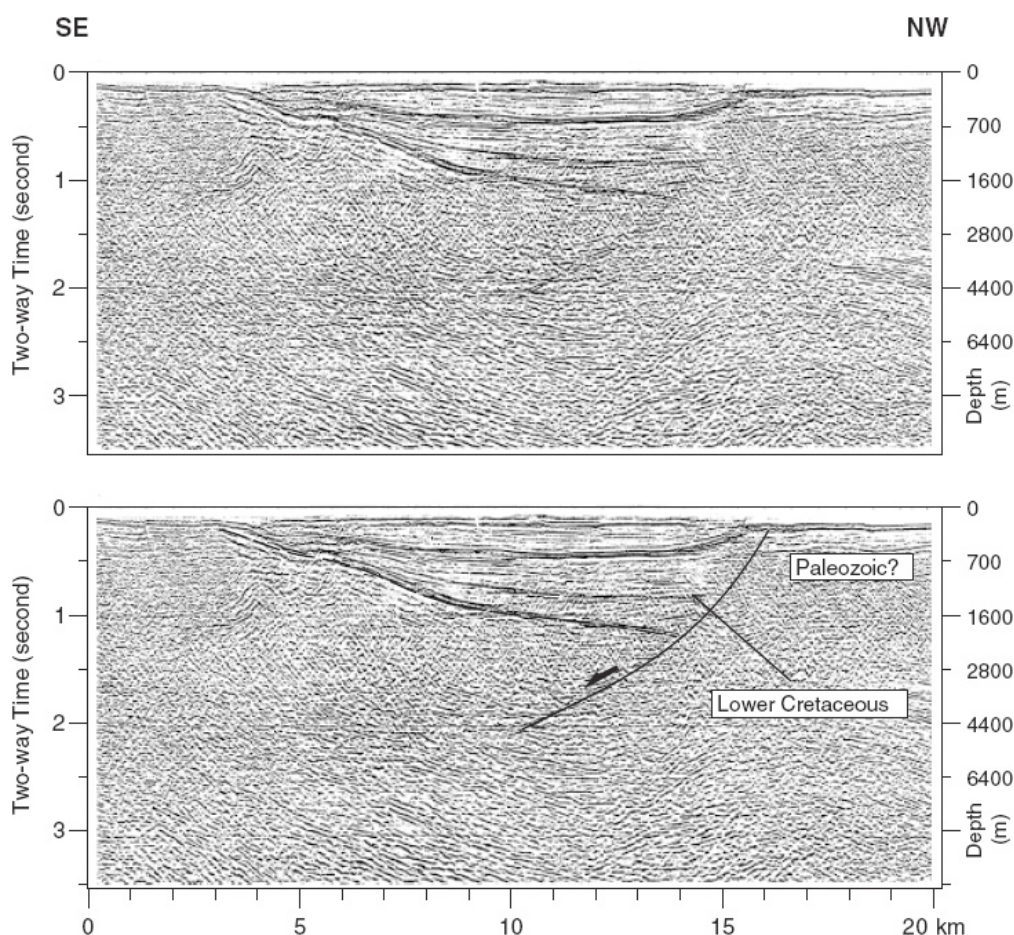 SE
NW
0
0
700
1
1600
2800
2
4400
6400
3
Two-way Time (second)
Depth
(m)
0
0
Paleozoic?
700
1
1600
2800
Lower Cretaceous
2
4400
6400
3
Two-way Time (second)
Depth
(m)
0
5
10
15
20 km